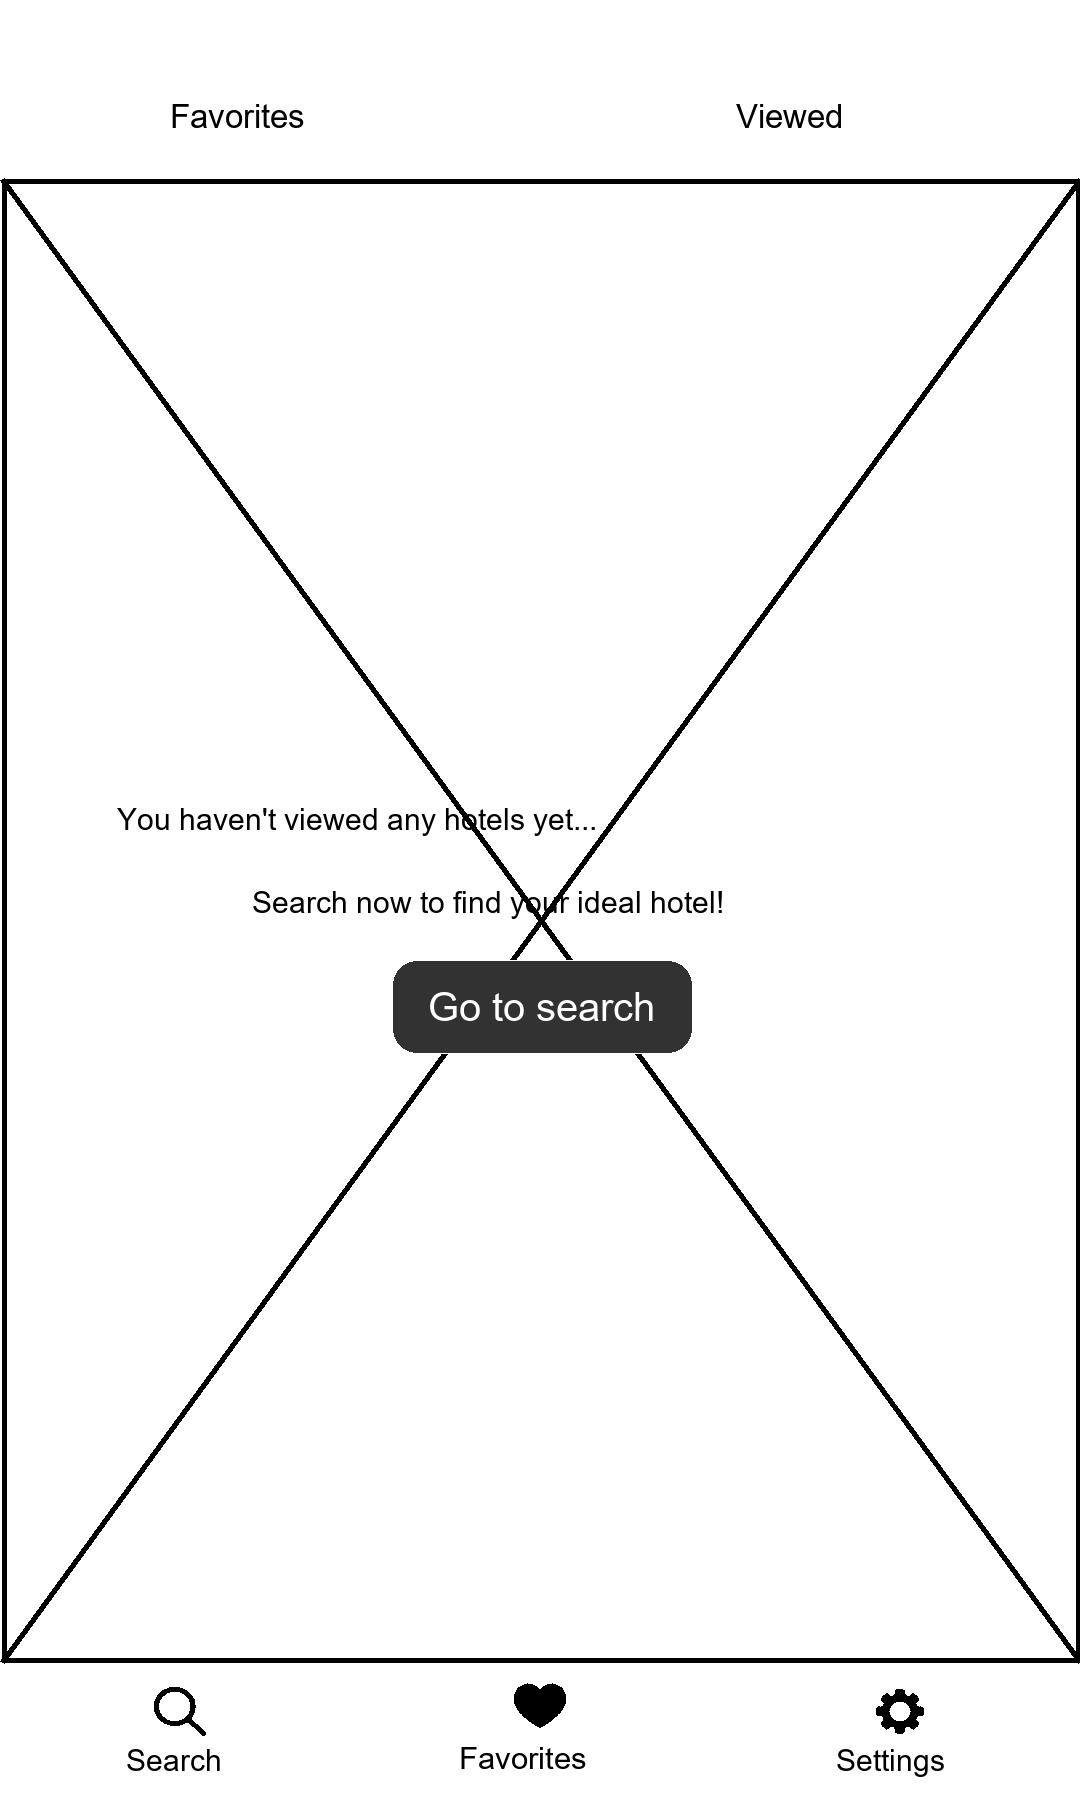 Favorites Viewed
You haven't viewed any hotels yet...
Search now to find your ideal hotel!
Go to search
Search Favorites Settings